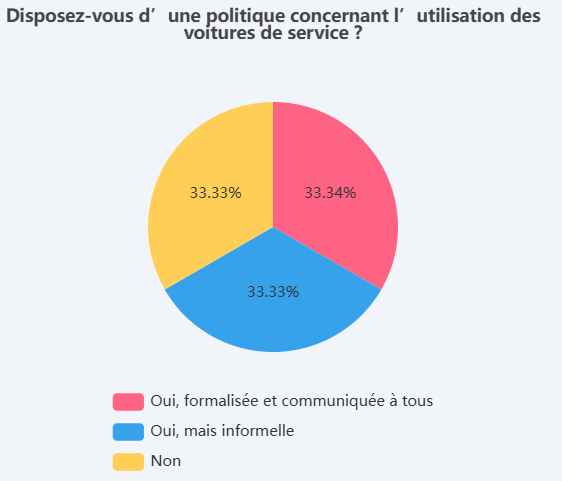 Disposez-vous d’une politique concernant l’utilisation des
voitures de service ?
33.33%
33.34%
33.33%
Oui, formalisée et communiquée à tous
Oui, mais informelle
Non